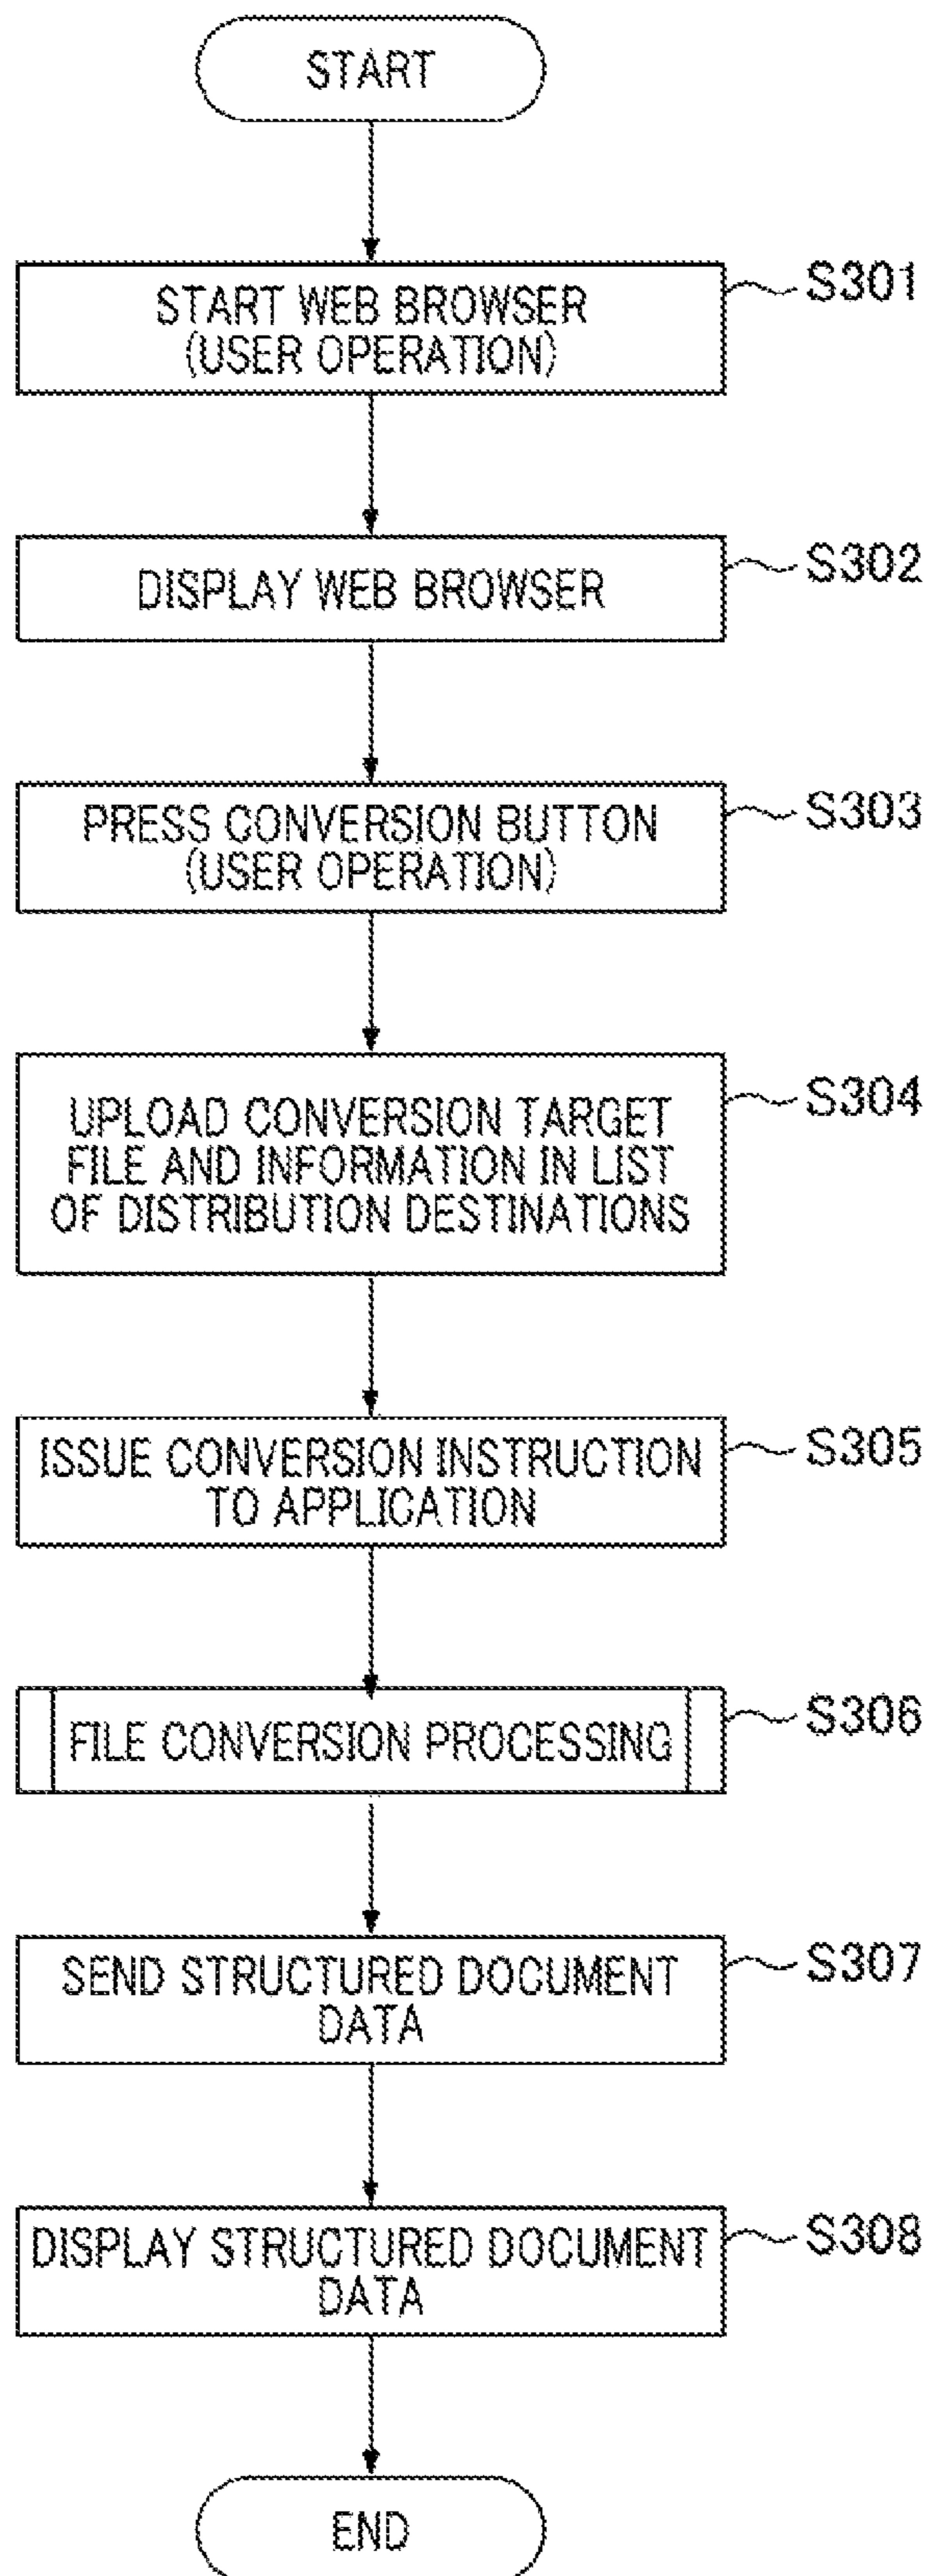 START
START WEB BROWSER
(USER OPERATION)
S301
DISPLAY WEB BROWSER
S302
PRESS CONVERSION BUTTON
(USER OPERATION)
S303
UPLOAD CONVERSION TARGET
FILE AND INFORMATION IN LIST
OF DISTRIBUTION DESTINATIONS
S304
ISSUE CONVERSION INSTRUCTION
TO APPLICATION
S305
FILE CONVERSION PROCESSING
S306
SEND STRUCTURED DOCUMENT
DATA
S307
DISPLAY STRUCTURED DOCUMENT
DATA
S308
END